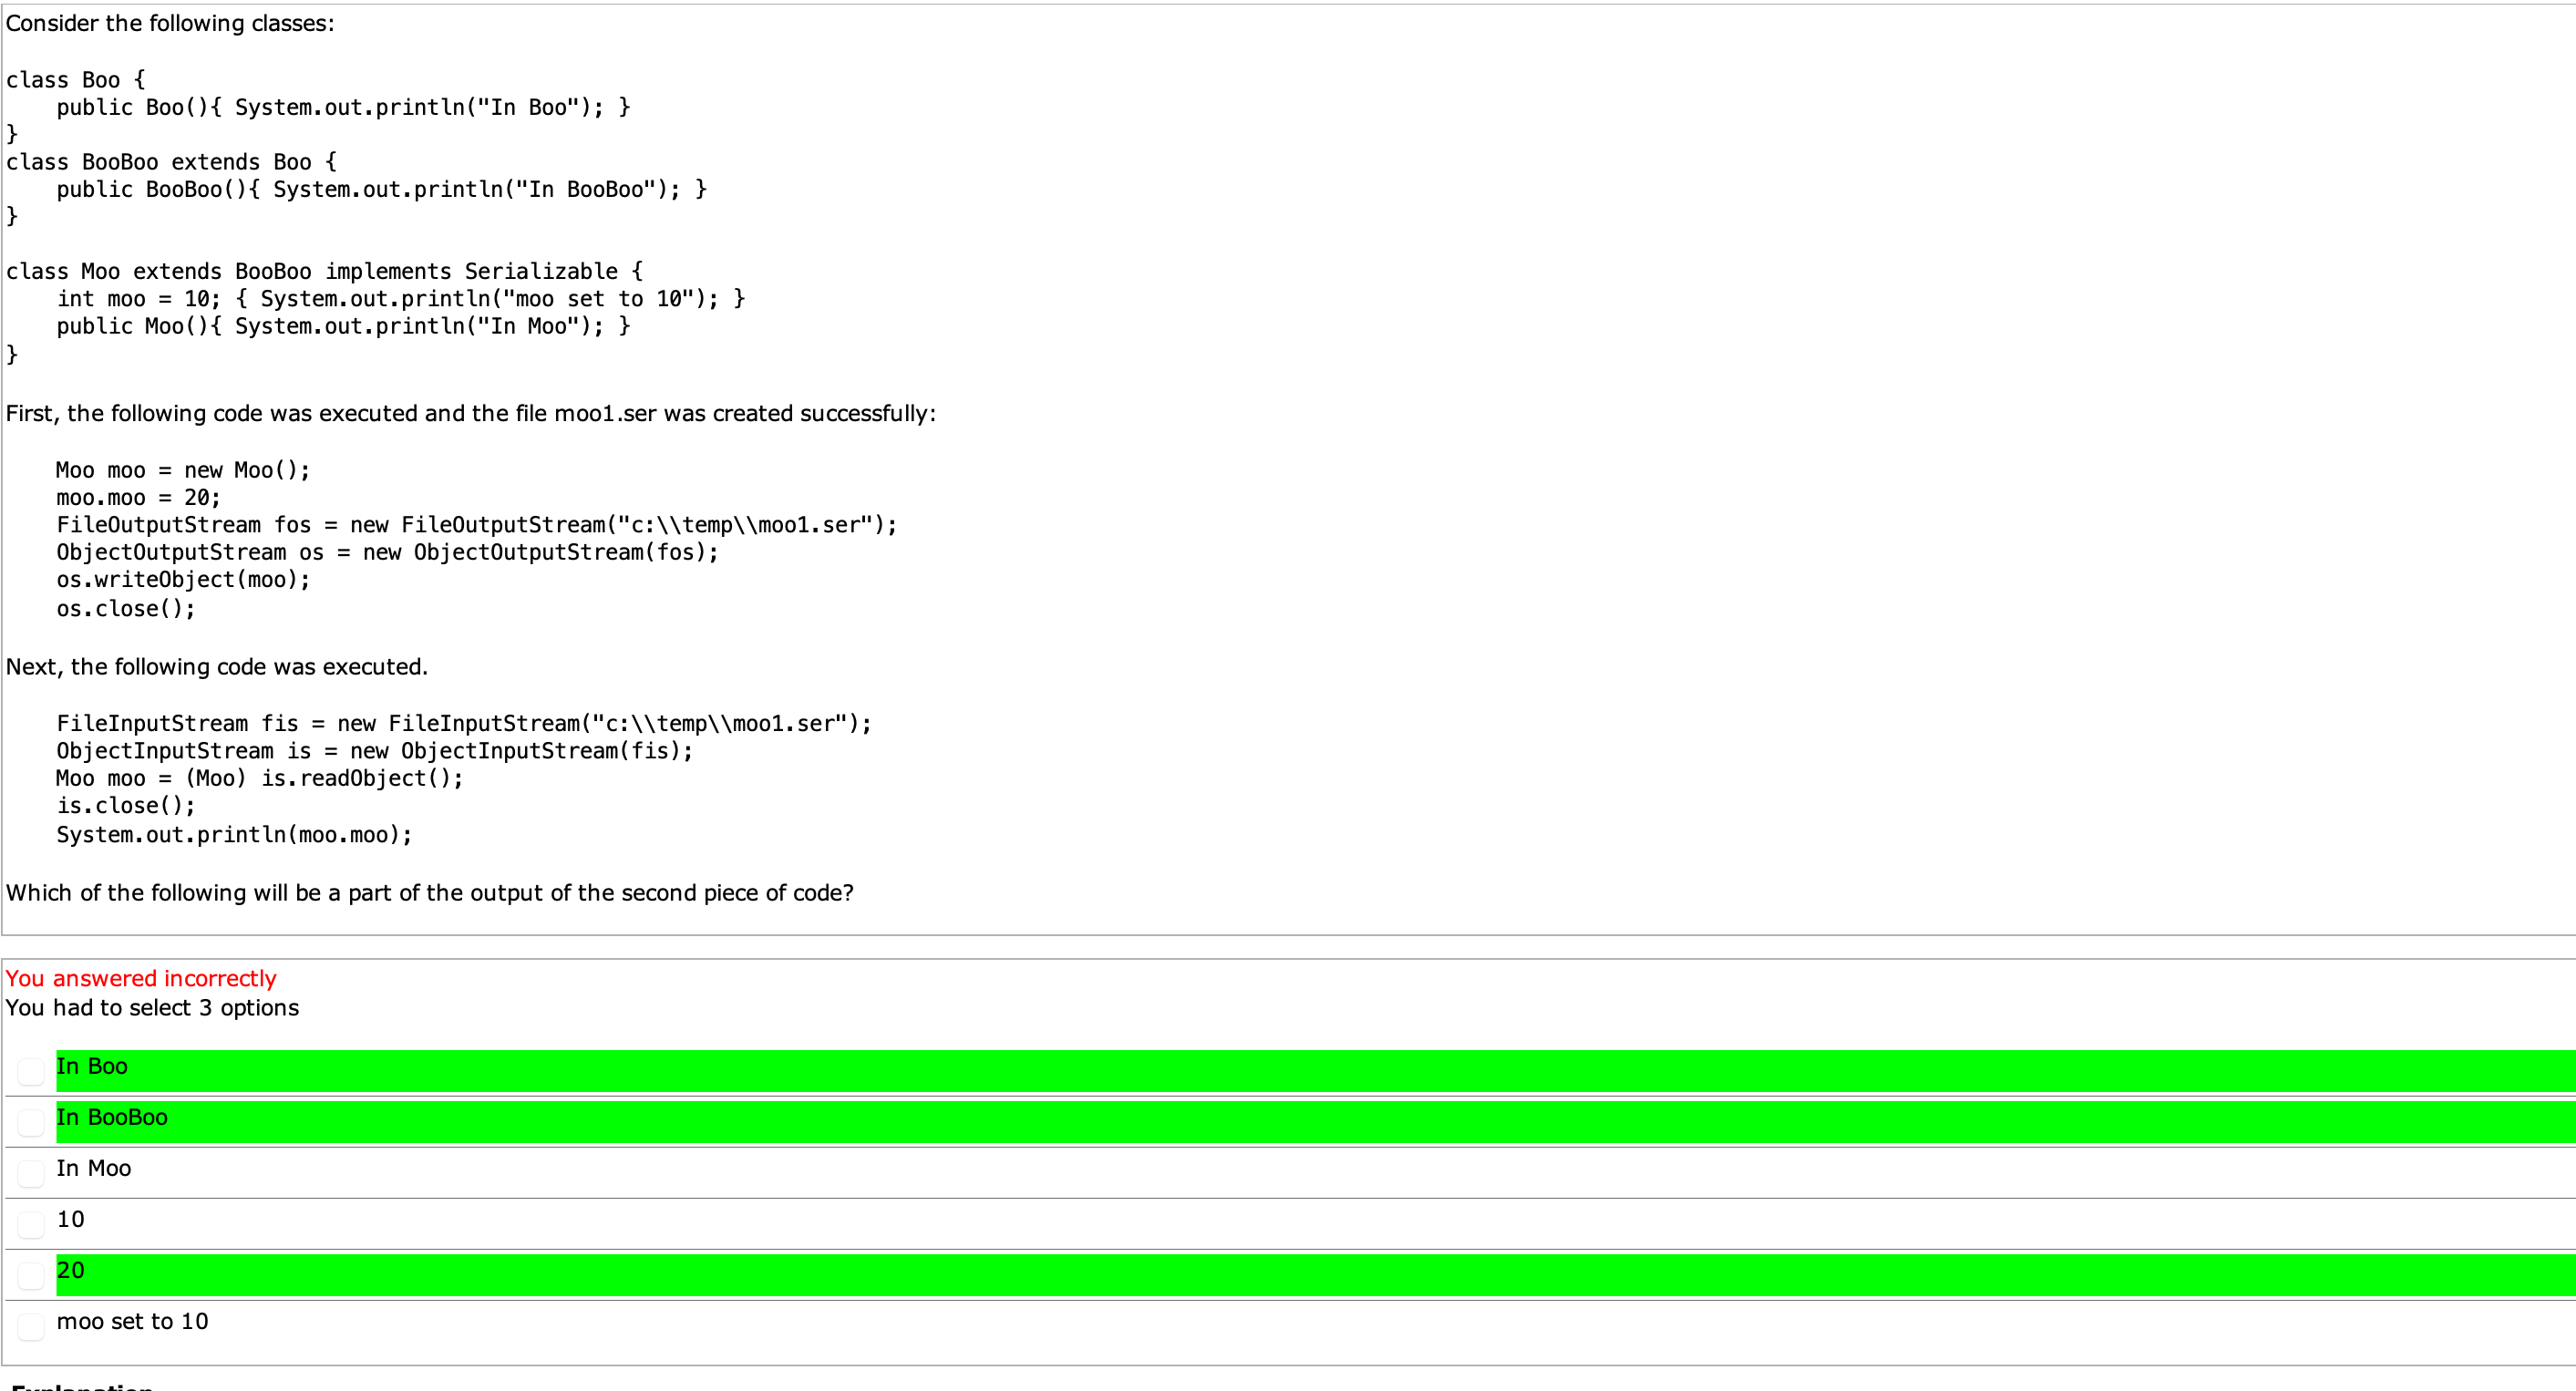 Consider the following classes:
class Boo {
    public Boo(){ System.out.println("In Boo"); }
}
class BooBoo extends Boo {
    public BooBoo(){ System.out.println("In BooBoo"); }
}
class Moo extends BooBoo implements Serializable {
    int moo = 10; { System.out.println("moo set to 10"); }
    public Moo(){ System.out.println("In Moo"); }
}
First, the following code was executed and the file moo1.ser was created successfully:
    Moo moo = new Moo();
    moo.moo = 20;
    FileOutputStream fos = new FileOutputStream("c:\\temp\\moo1.ser");
    ObjectOutputStream os = new ObjectOutputStream(fos);
    os.writeObject(moo);
    os.close();
Next, the following code was executed.
    FileInputStream fis = new FileInputStream("c:\\temp\\moo1.ser");
    ObjectInputStream is = new ObjectInputStream(fis);
    Moo moo = (Moo) is.readObject();
    is.close();
    System.out.println(moo.moo);
Which of the following will be a part of the output of the second piece of code?
You answered incorrectly
You had to select 3 options
In Boo
In BooBoo
In Moo
10
20
moo set to 10
Explanation